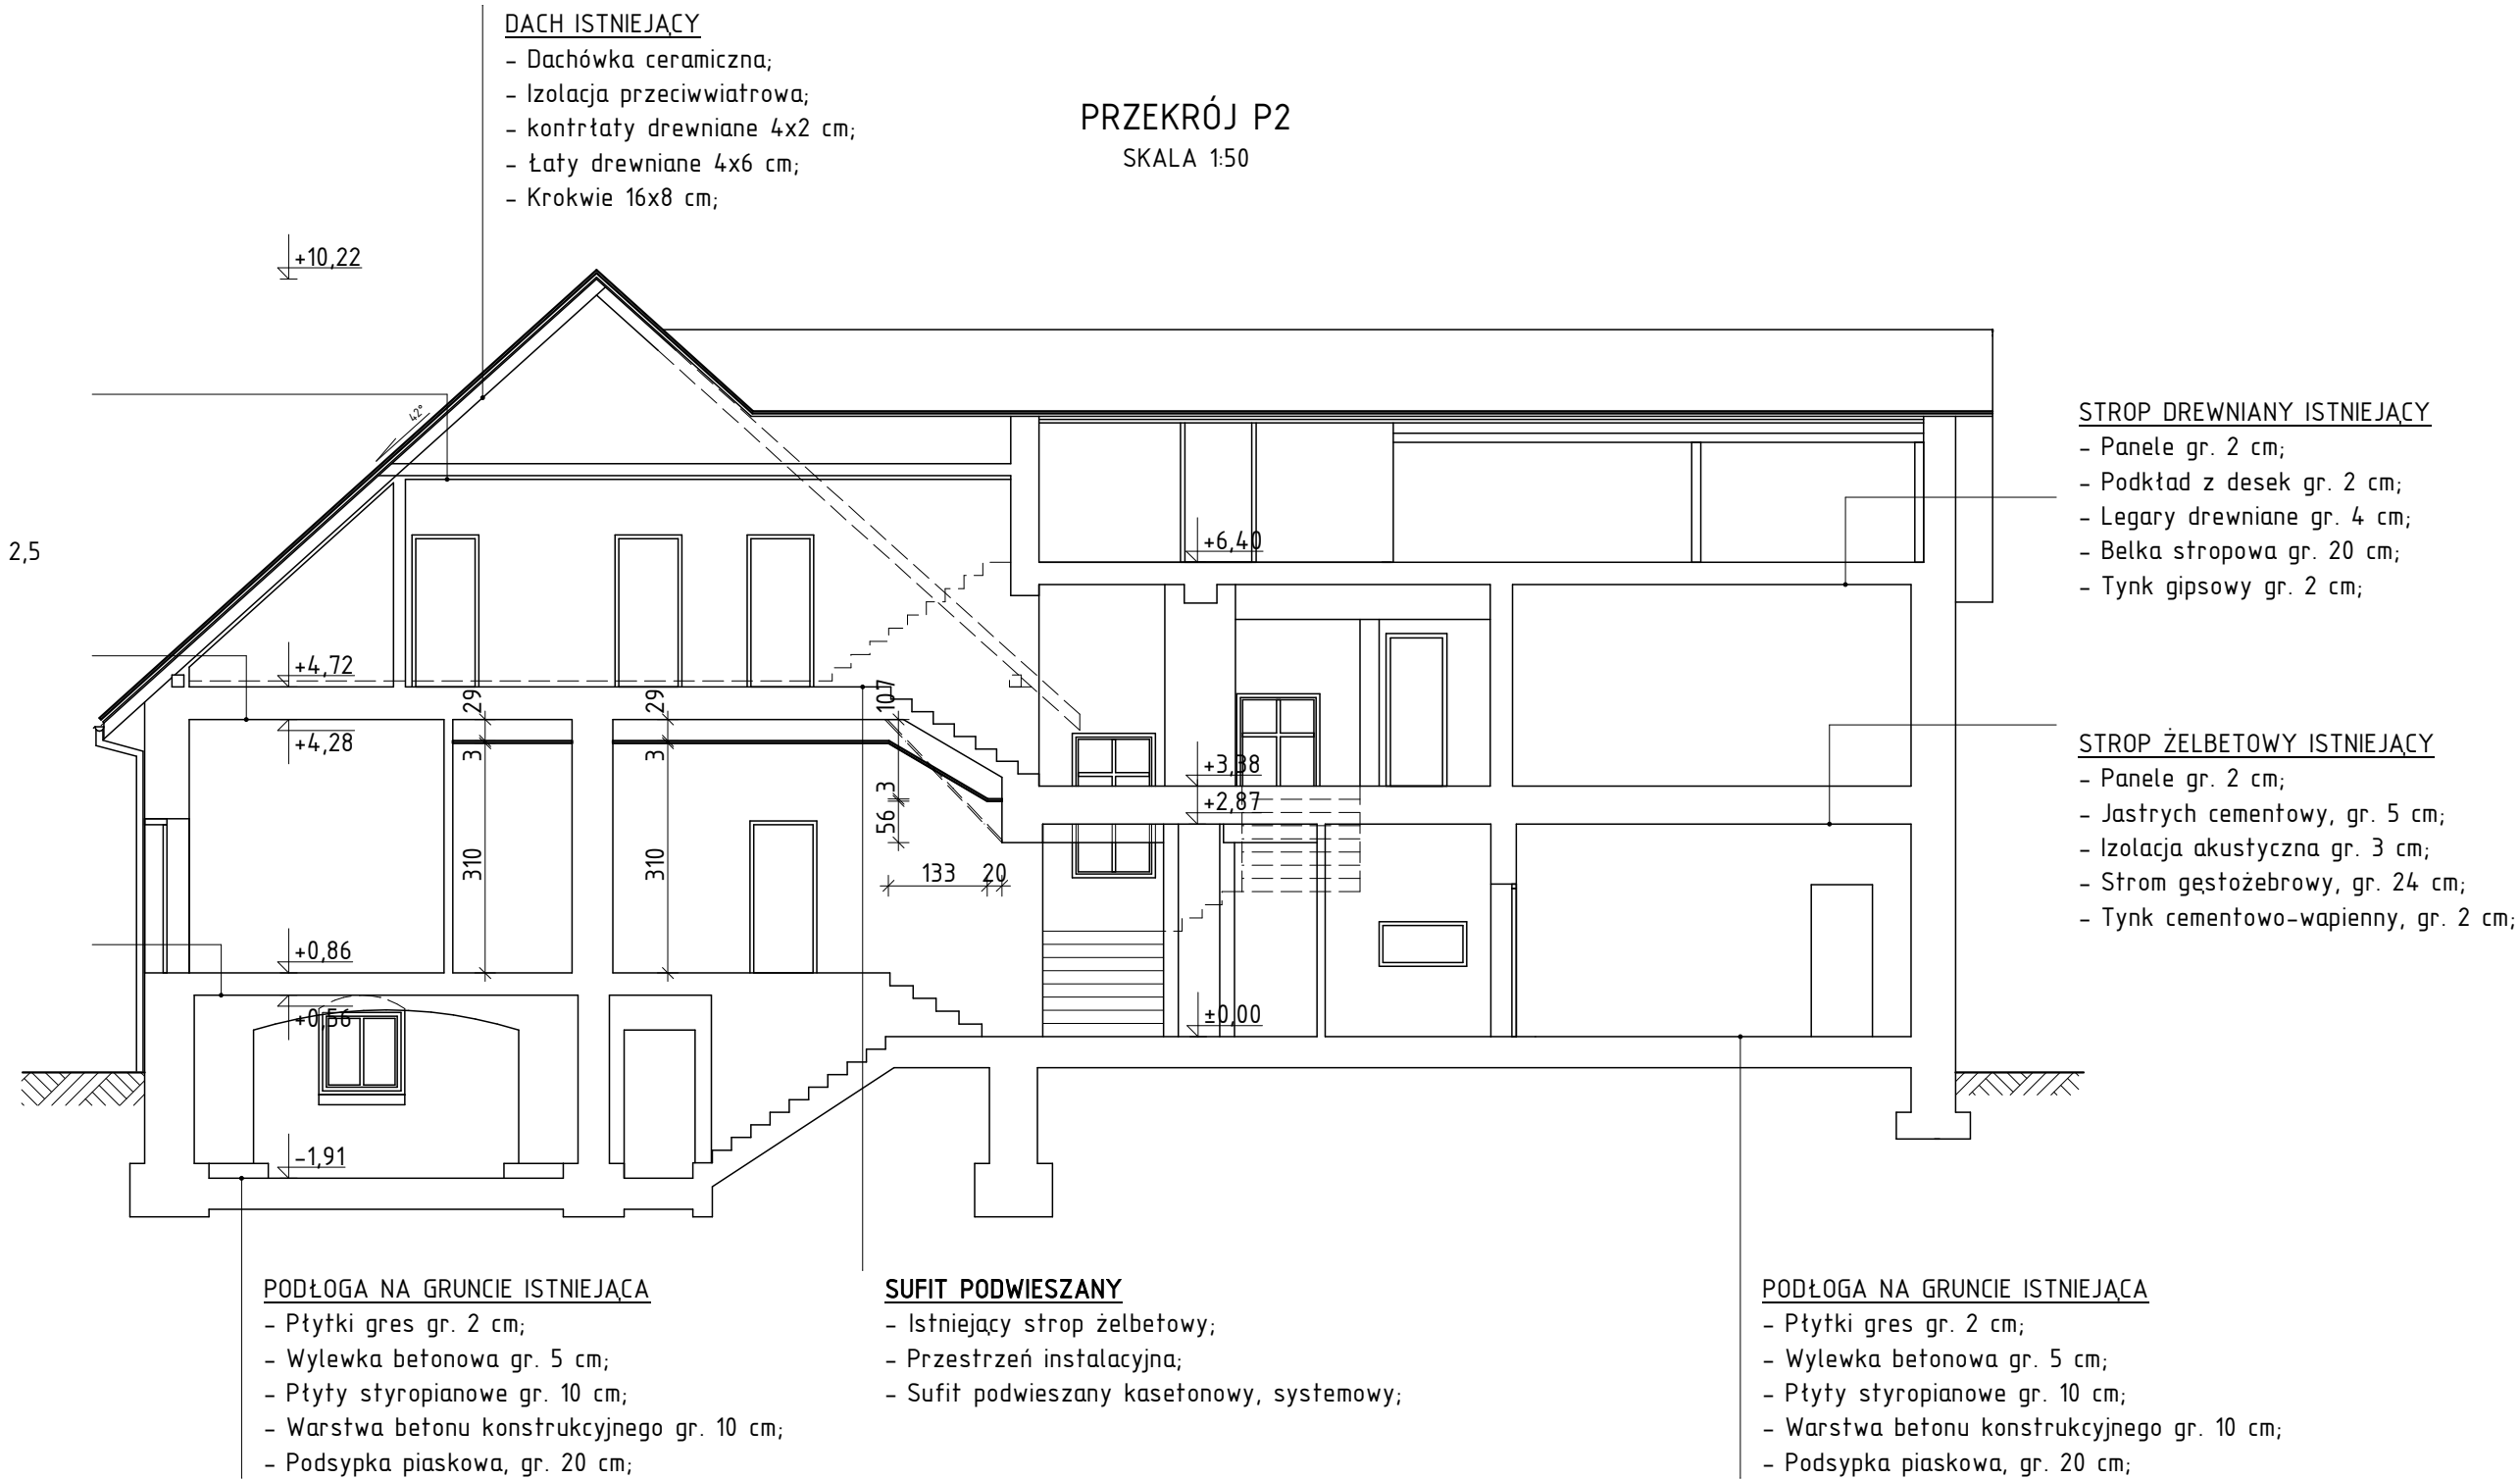 DACH ISTNIEJĄCY
- Dachówka ceramiczna;
- Izolacja przeciwwiatrowa;
- kontrłaty drewniane 4x2 cm;
- Łaty drewniane 4x6 cm;
- Krokwie 16x8 cm;
PRZEKRÓJ P2
SKALA 1:50
+10,22
42°
2,5
STROP DREWNIANY ISTNIEJĄCY
- Panele gr. 2 cm;
- Podkład z desek gr. 2 cm;
- Legary drewniane gr. 4 cm;
- Belka stropowa gr. 20 cm;
- Tynk gipsowy gr. 2 cm;
+6,40
+4,72
+4,28
29
3
310
29
3
310
107
3
56
133
20
+3,38
+2,87
STROP ŻELBETOWY ISTNIEJĄCY
- Panele gr. 2 cm;
- Jastrych cementowy, gr. 5 cm;
- Izolacja akustyczna gr. 3 cm;
- Strom gęstożebrowy, gr. 24 cm;
- Tynk cementowo-wapienny, gr. 2 cm;
+0,86
+0,56
±0,00
-1,91
PODŁOGA NA GRUNCIE ISTNIEJĄCA
- Płytki gres gr. 2 cm;
- Wylewka betonowa gr. 5 cm;
- Płyty styropianowe gr. 10 cm;
- Warstwa betonu konstrukcyjnego gr. 10 cm;
- Podsypka piaskowa, gr. 20 cm;
SUFIT PODWIESZANY
- Istniejący strop żelbetowy;
- Przestrzeń instalacyjna;
- Sufit podwieszany kasetonowy, systemowy;
PODŁOGA NA GRUNCIE ISTNIEJĄCA
- Płytki gres gr. 2 cm;
- Wylewka betonowa gr. 5 cm;
- Płyty styropianowe gr. 10 cm;
- Warstwa betonu konstrukcyjnego gr. 10 cm;
- Podsypka piaskowa, gr. 20 cm;